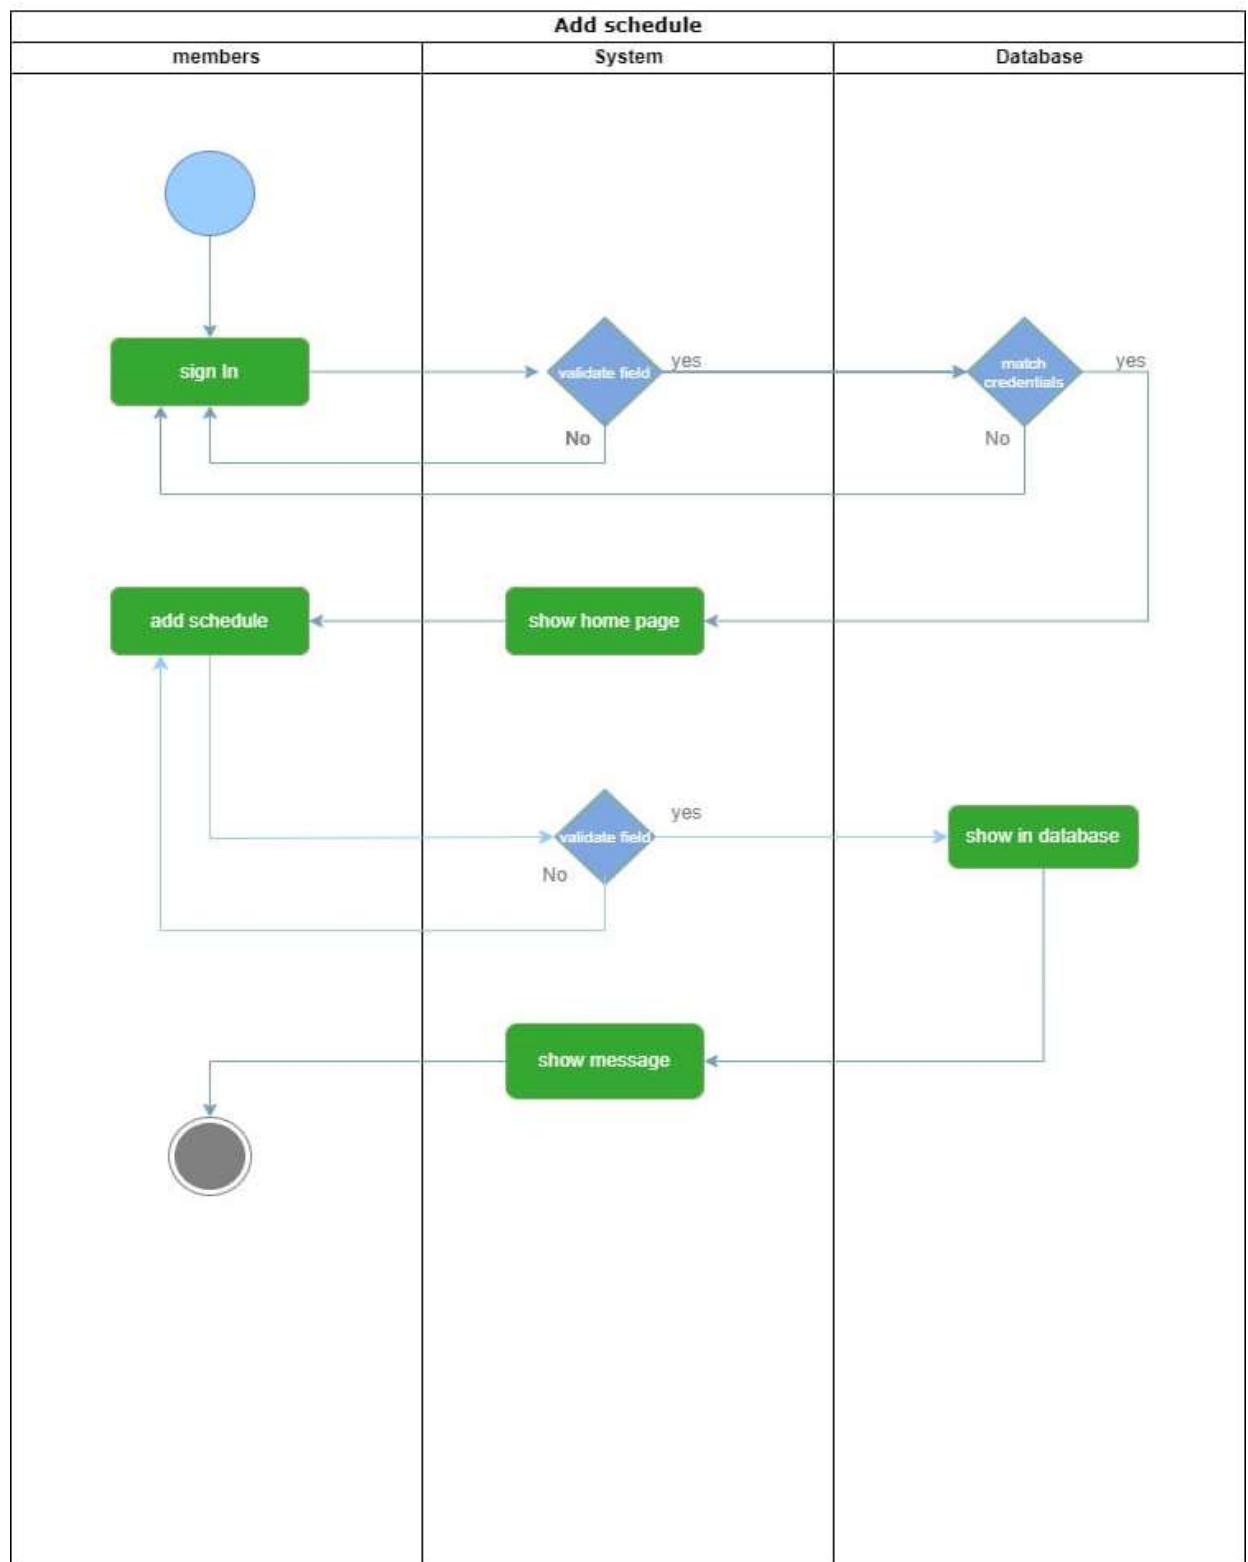 Add schedule
members
System
Database
sign In
validate field
yes
match
credentials
yes
No
No
add schedule
show home page
validate field
yes
No
show in database
show message